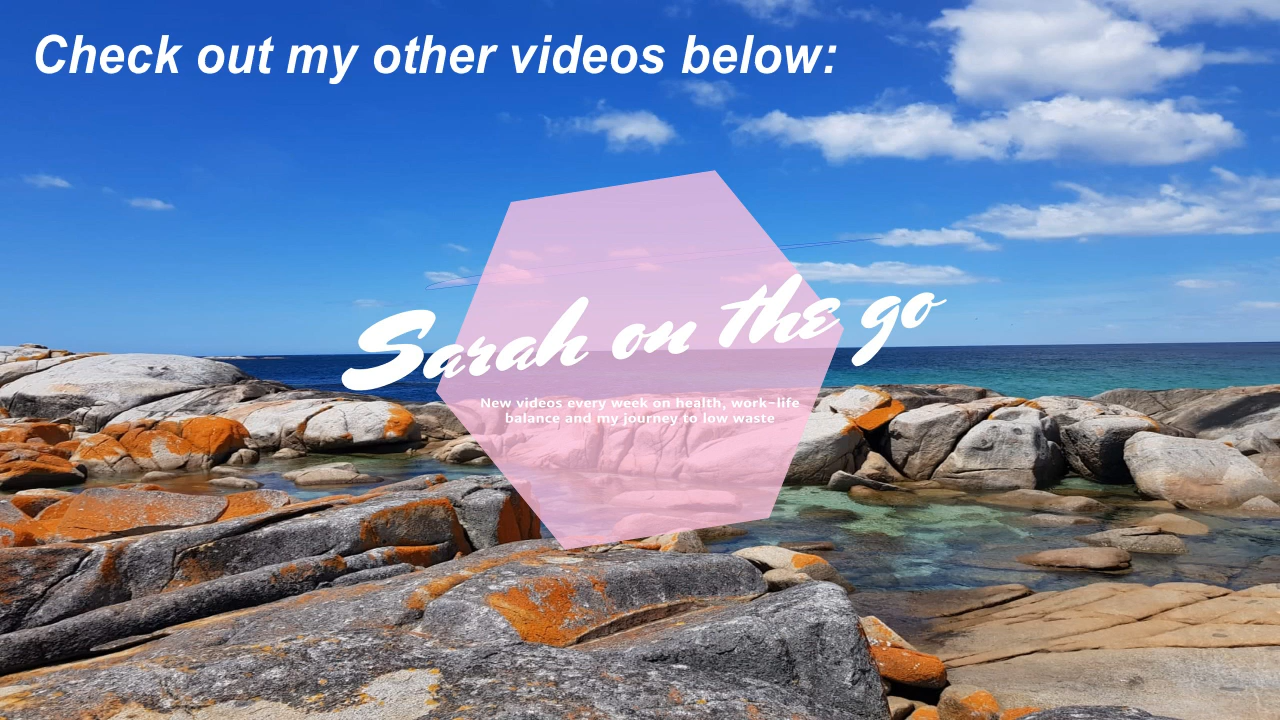 Check out my other videos below:
Sarah on the go
New videos every week on health, work-life
balance and my journey to low waste